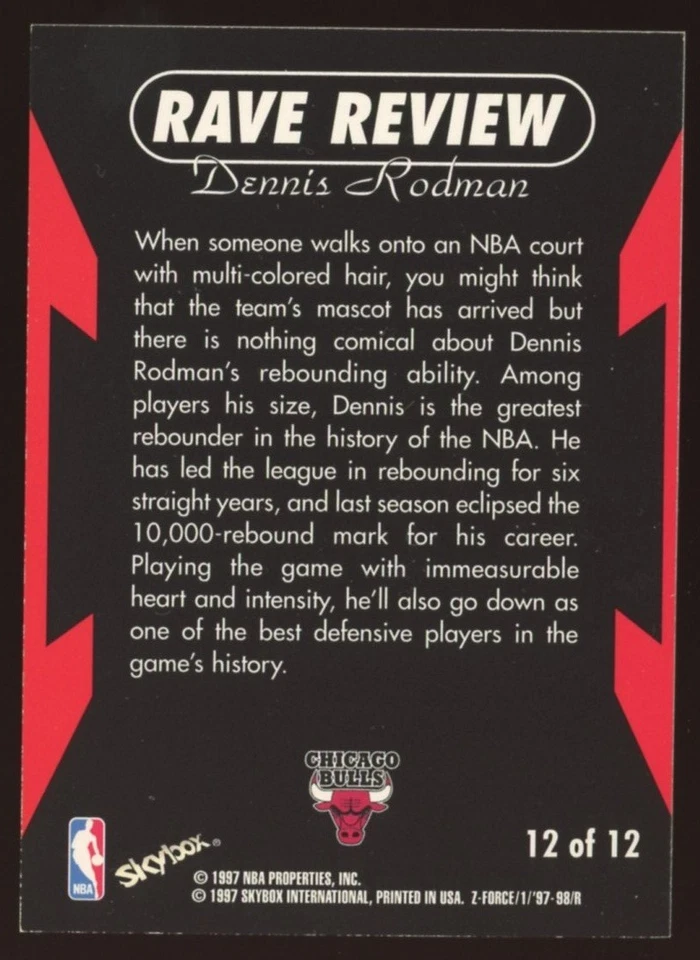 RAVE REVIEW
Dennis Rodman
When someone walks onto an NBA court
with multi-colored hair, you might think
that the team's mascot has arrived but
there is nothing comical about Dennis
Rodman's rebounding ability. Among
players his size, Dennis is the greatest
rebounder in the history of the NBA. He
has led the league in rebounding for six
straight years, and last season eclipsed the
10,000-rebound mark for his career.
Playing the game with immeasurable
heart and intensity, he'll also go down as
one of the best defensive players in the
game's history.
CHICAGO
BULLS
12 of 12
NBA
Skybox®
© 1997 NBA PROPERTIES, INC.
© 1997 SKYBOX INTERNATIONAL, PRINTED IN USA. Z-FORCE/1/'97-98/R